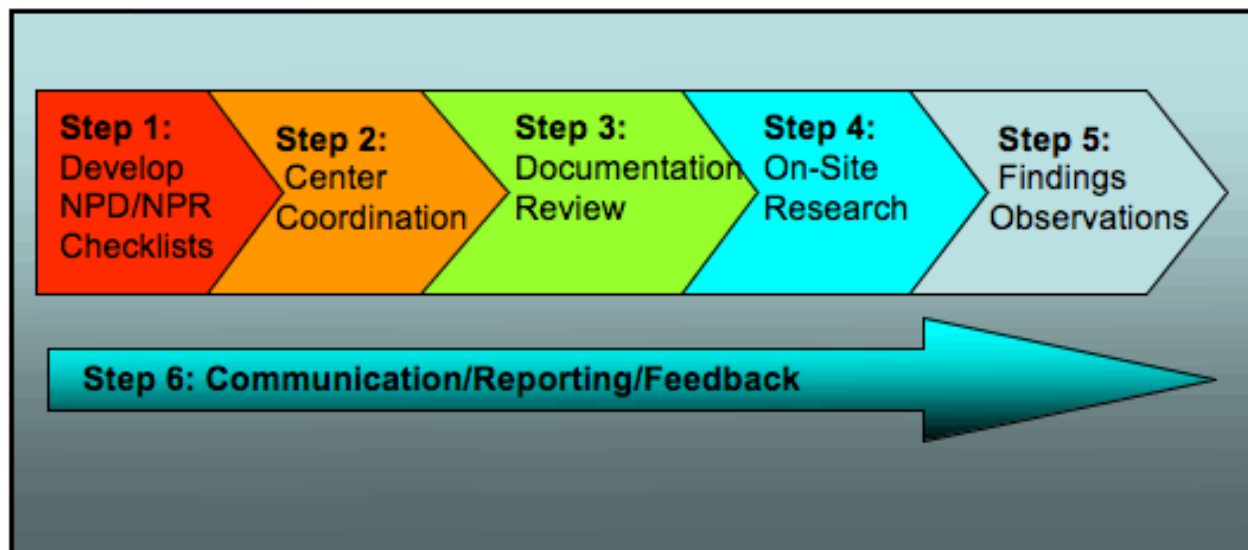 Step 1:
Develop
NPD/NPR
Checklists
Step 2:
Center
Coordination
Step 3:
Documentation
Review
Step 4:
On-Site
Research
Step 5:
Findings
Observations
Step 6: Communication/Reporting/Feedback